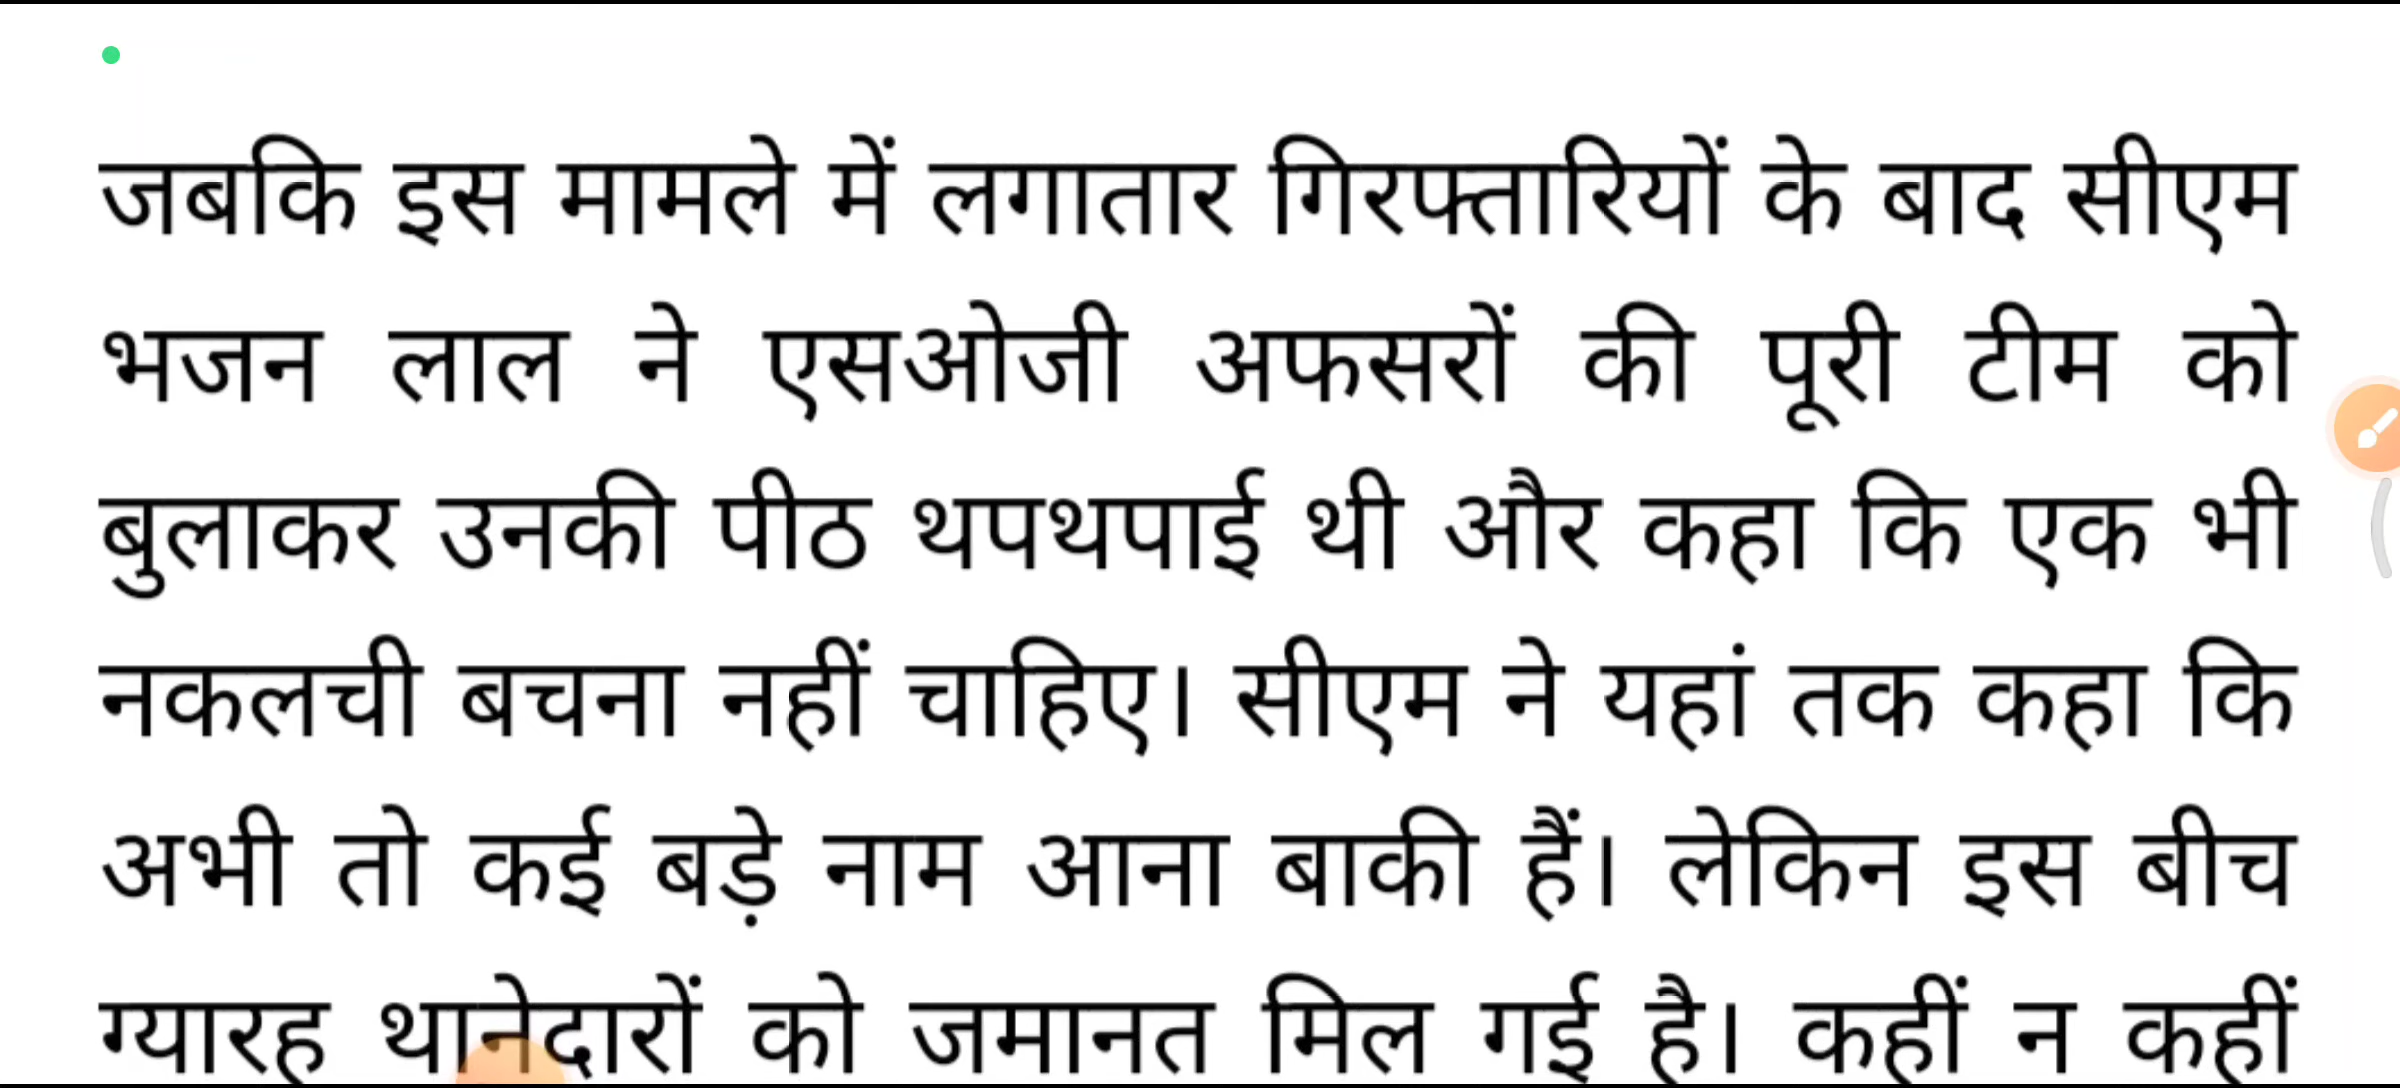 जबकि इस मामले में लगातार गिरफ्तारियों के बाद सीएम
भजन लाल ने एसओजी अफसरों की पूरी टीम को
बुलाकर उनकी पीठ थपथपाई थी और कहा कि एक भी
नकलची बचना नहीं चाहिए। सीएम ने यहां तक कहा कि
अभी तो कई बड़े नाम आना बाकी हैं। लेकिन इस बीच
ग्यारह थानेदारों को जमानत मिल गई है। कहीं न कहीं